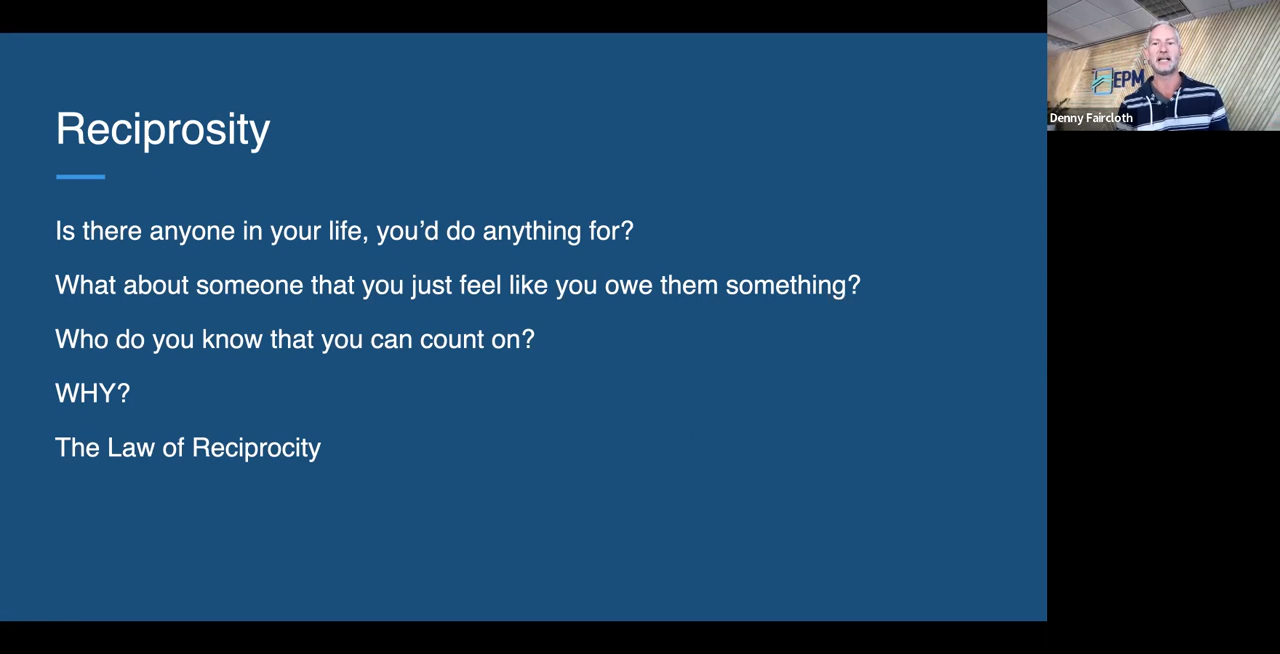 Reciprosity
Is there anyone in your life, you’d do anything for?
What about someone that you just feel like you owe them something?
Who do you know that you can count on?
WHY?
The Law of Reciprocity
EPM
Denny Faircloth